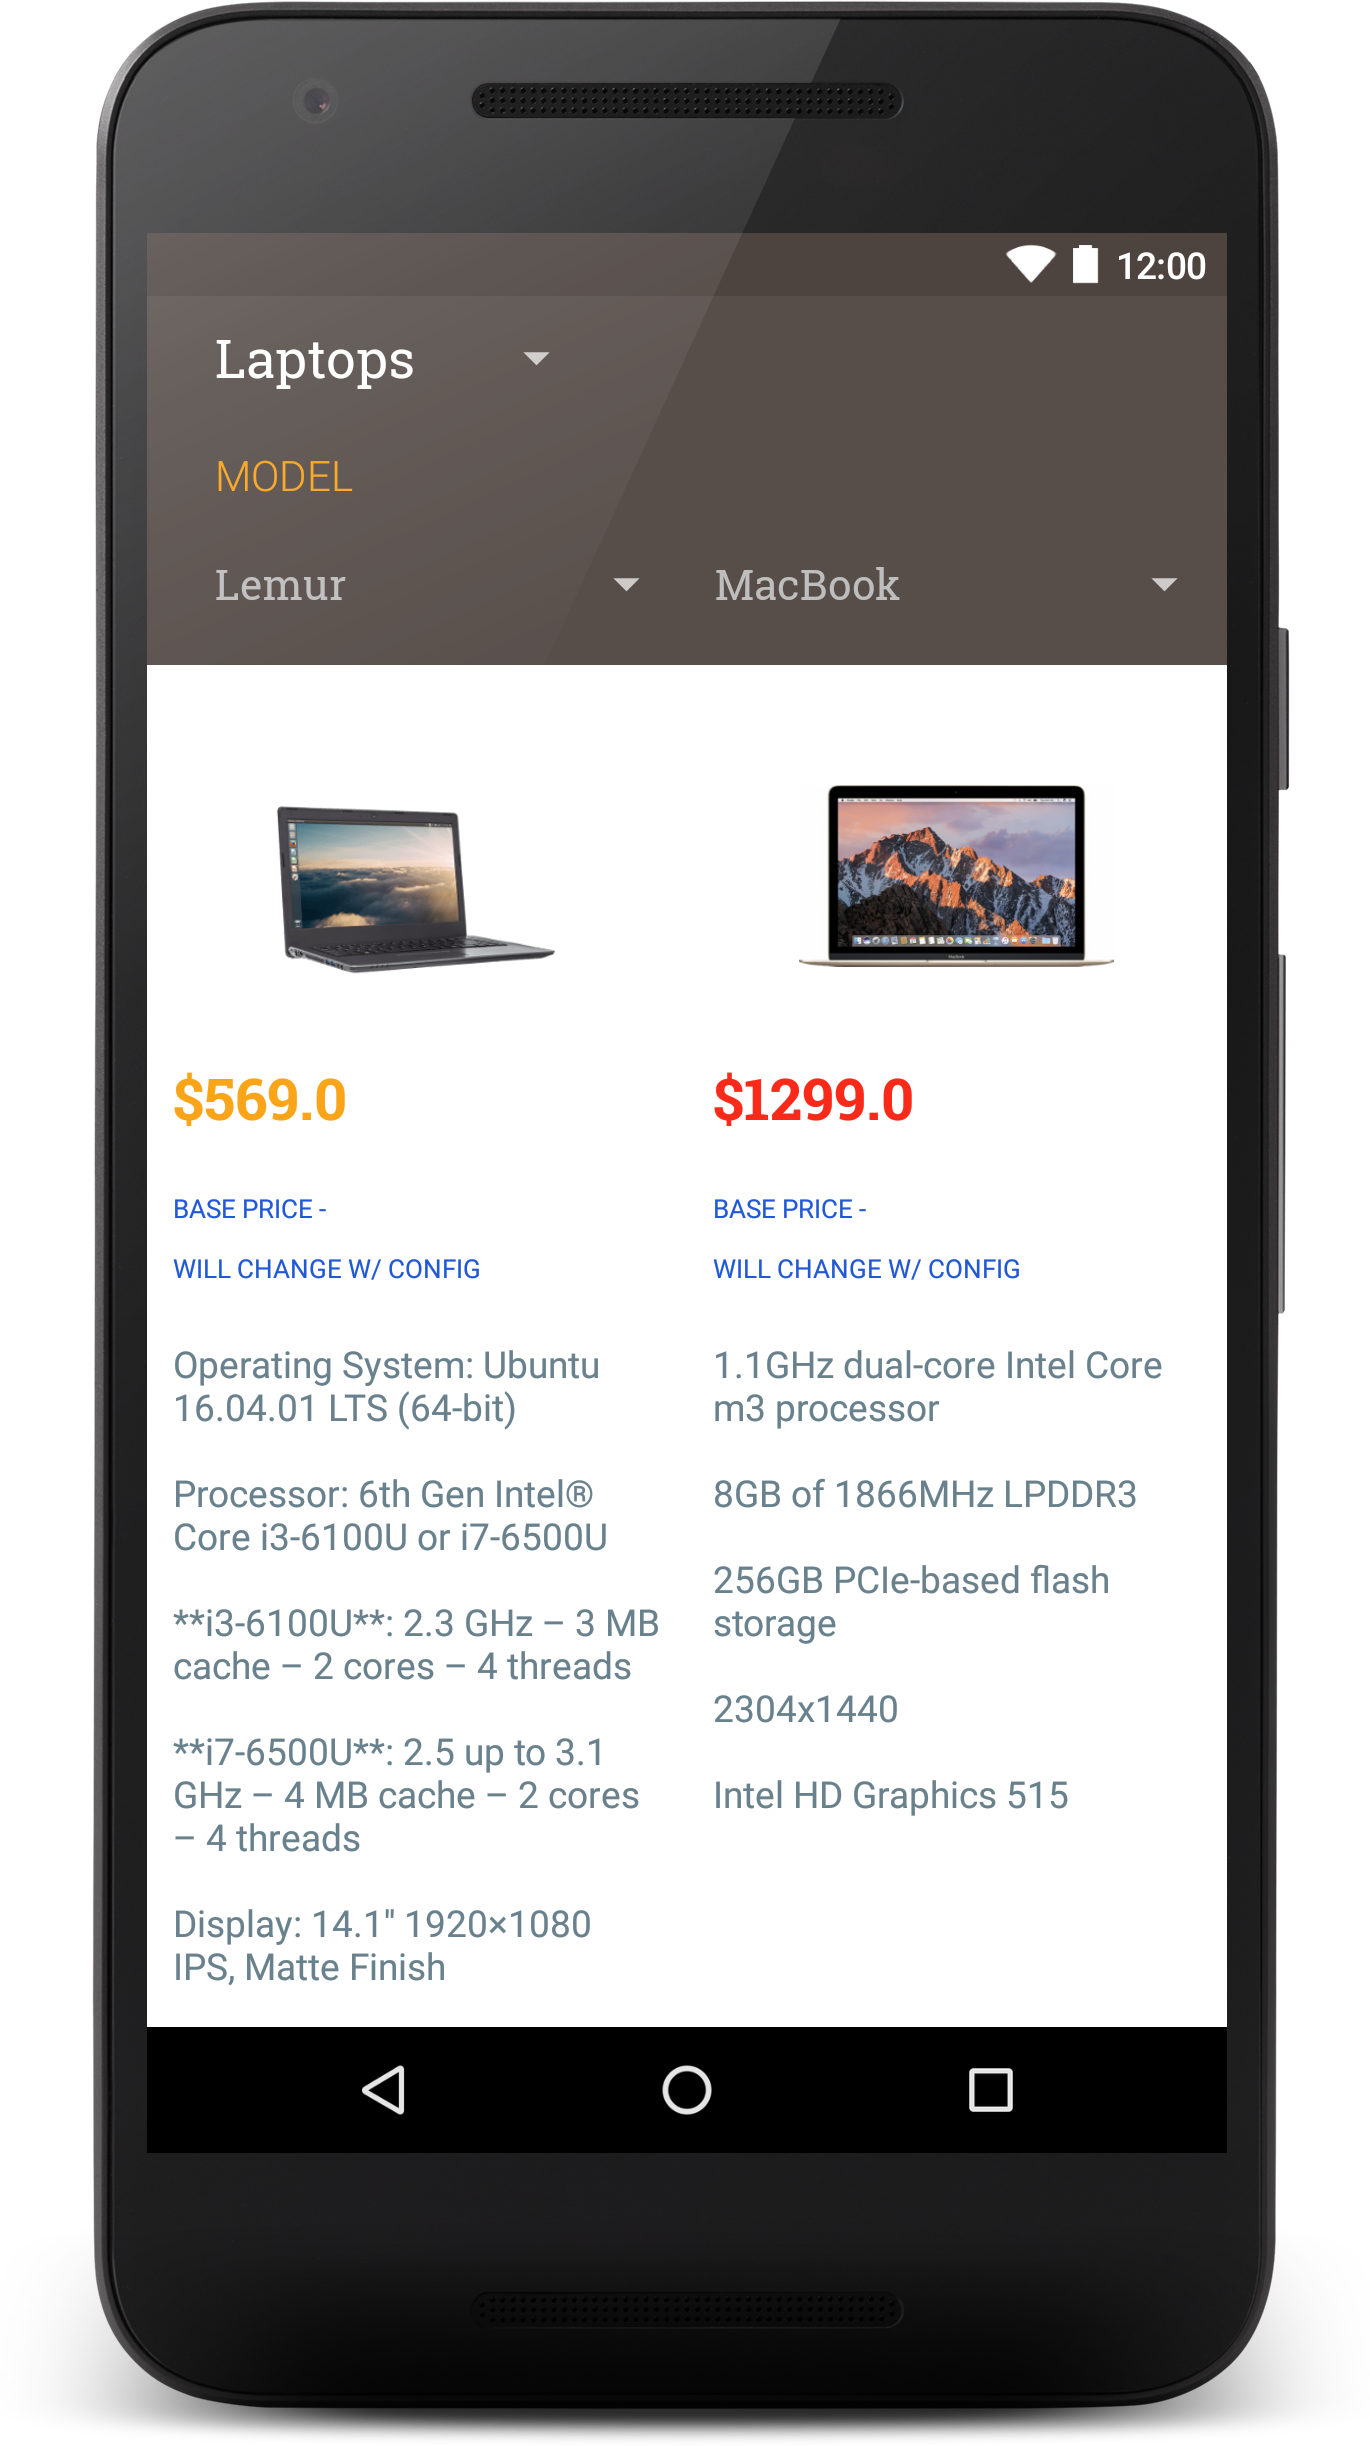 12:00
Laptops
MODEL
Lemur
MacBook
$569.0
BASE PRICE -
WILL CHANGE W/ CONFIG
Operating System: Ubuntu
16.04.01 LTS (64-bit)
Processor: 6th Gen Intel®
Core i3-6100U or i7-6500U
**i3-6100U**: 2.3 GHz – 3 MB
cache – 2 cores – 4 threads
**i7-6500U**: 2.5 up to 3.1
GHz – 4 MB cache – 2 cores
– 4 threads
Display: 14.1" 1920×1080
IPS, Matte Finish
$1299.0
BASE PRICE -
WILL CHANGE W/ CONFIG
1.1GHz dual-core Intel Core
m3 processor
8GB of 1866MHz LPDDR3
256GB PCIe-based flash
storage
2304x1440
Intel HD Graphics 515